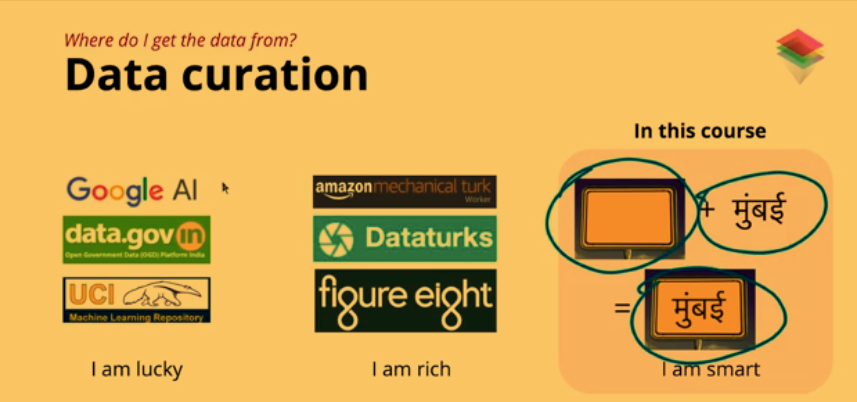 Where do I get the data from?
Data curation
Google AI
data.gov in
Open Government Data (OGD) Platform India
UCI
Machine Learning Repository
I am lucky
amazon mechanical turk
Worker
Dataturks
figure eight
I am rich
In this course
+ मुंबई
= मुंबई
I am smart